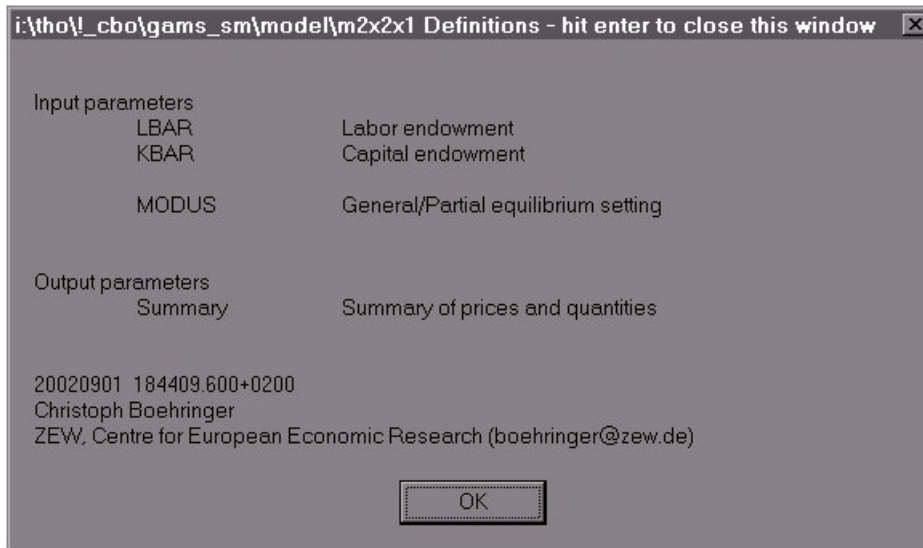 i:\tho\!_cbo\gams_sm\model\m2x2x1 Definitions - hit enter to close this window
Input parameters
LBAR Labor endowment
KBAR Capital endowment
MODUS General/Partial equilibrium setting
Output parameters
Summary Summary of prices and quantities
20020901 184409.600+0200
Christoph Boehringer
ZEW, Centre for European Economic Research (boehringer@zew.de)
OK